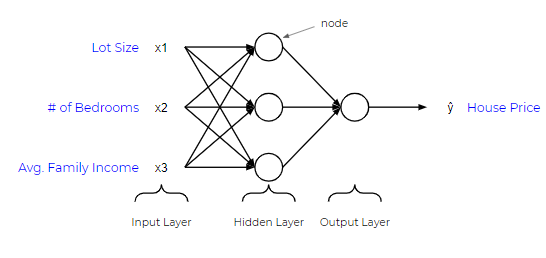 node
Lot Size x1
# of Bedrooms x2
ŷ House Price
Avg. Family Income x3
Input Layer
Hidden Layer
Output Layer